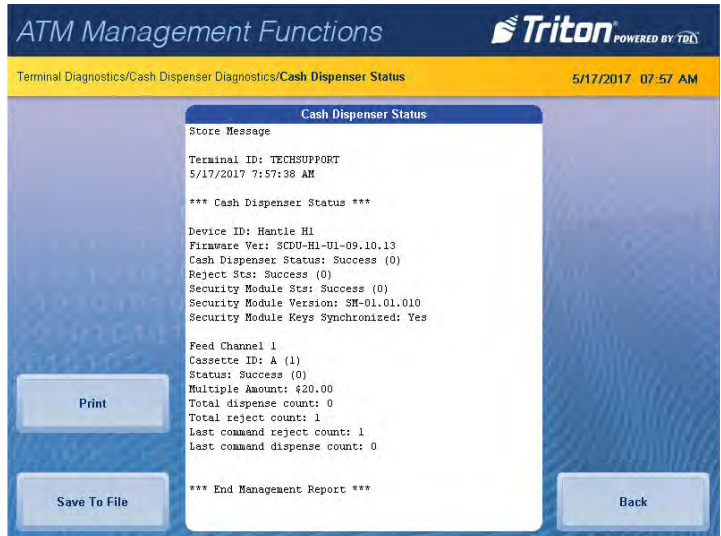 ATM Management Functions
Triton® POWERED BY TDL
Terminal Diagnostics/Cash Dispenser Diagnostics/Cash Dispenser Status
5/17/2017 07:57 AM
Cash Dispenser Status
Store Message
Terminal ID: TECHSUPPORT
5/17/2017 7:57:38 AM
*** Cash Dispenser Status ***
Device ID: Hantle H1
Firmware Ver: SCDU-H1-U1-09.10.13
Cash Dispenser Status: Success (0)
Reject Sts: Success (0)
Security Module Sts: Success (0)
Security Module Version: SM-01.01.010
Security Module Keys Synchronized: Yes
Feed Channel 1
Cassette ID: A (1)
Status: Success (0)
Multiple Amount: $20.00
Total dispense count: 0
Total reject count: 1
Last command reject count: 1
Last command dispense count: 0
*** End Management Report ***
Print
Save To File
Back